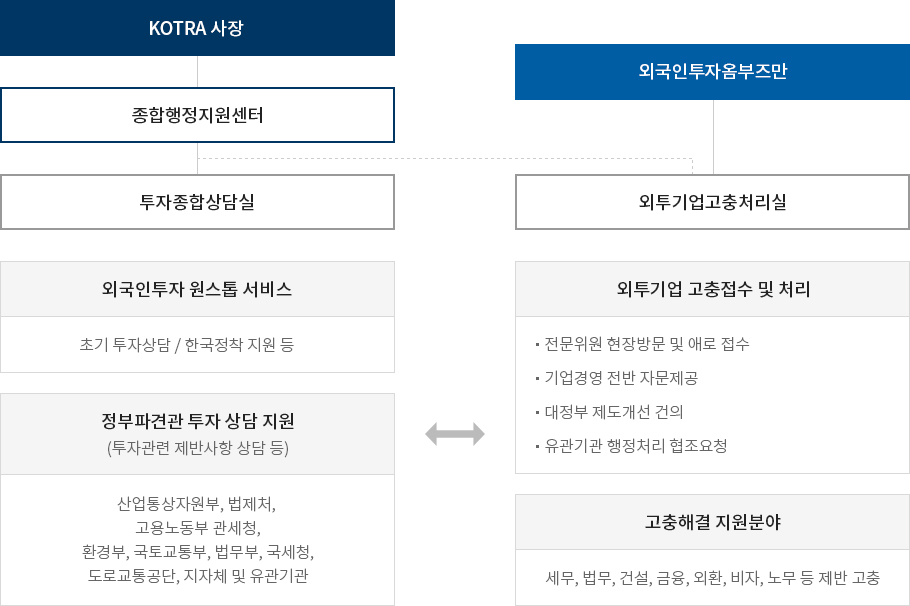 KOTRA 사장
종합행정지원센터
투자종합상담실
외국인투자 원스톱 서비스
초기 투자상담 / 한국정착 지원 등
정부파견관 투자 상담 지원
(투자관련 제반사항 상담 등)
산업통상자원부, 법제처,
고용노동부 관세청,
환경부, 국토교통부, 법무부, 국세청,
도로교통공단, 지자체 및 유관기관
외국인투자옴부즈만
외투기업고충처리실
외투기업 고충접수 및 처리
· 전문위원 현장방문 및 애로 접수
· 기업경영 전반 자문제공
· 대정부 제도개선 건의
· 유관기관 행정처리 협조요청
고충해결 지원분야
세무, 법무, 건설, 금융, 외환, 비자, 노무 등 제반 고충